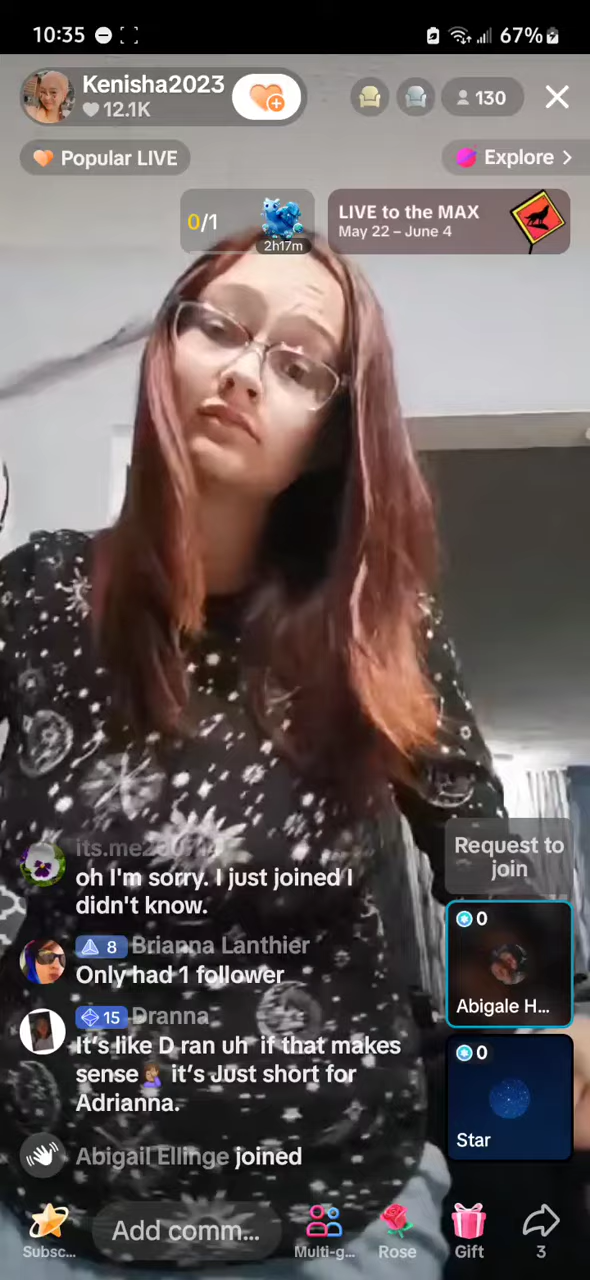 10:35
67%
Kenisha2023
12.1K
130
Popular LIVE
Explore >
0/1
2h17m
LIVE to the MAX
May 22 – June 4
Request to
join
0
Abigale H...
0
Star
oh I'm sorry. I just joined I
didn't know.
8 Brianna Lanthier
Only had 1 follower
15 Dranna
It's like D ran uh if that makes
sense🤷🏽‍♀️ it's Just short for
Adrianna.
Abigail Ellinge joined
Subsc...
Add comm...
Multi-g...
Rose
Gift
3